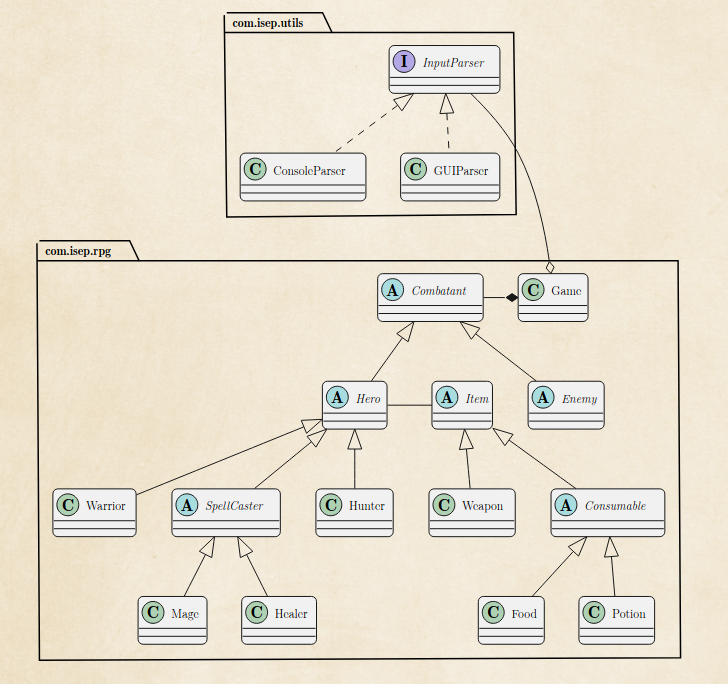 com.isep.utils
I InputParser
C ConsoleParser
C GUIParser
com.isep.rpg
A Combatant
C Game
A Hero
A Item
A Enemy
C Warrior
A SpellCaster
C Hunter
C Weapon
A Consumable
C Mage
C Healer
C Food
C Potion